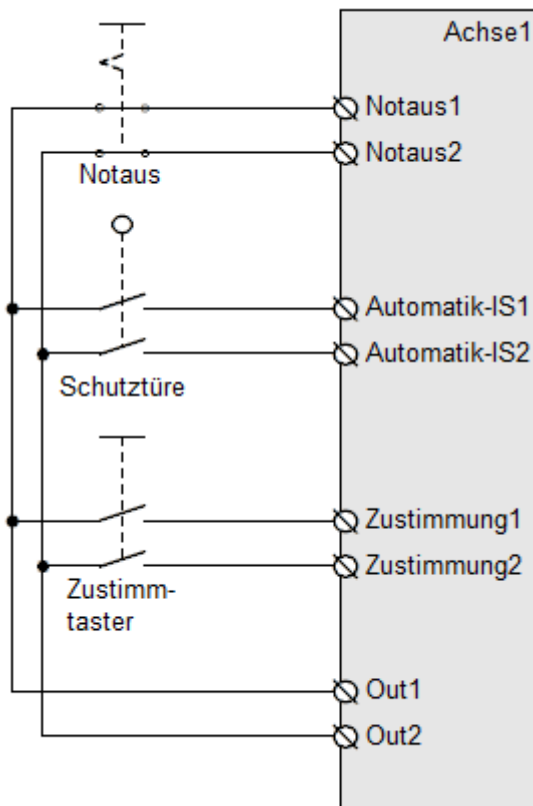 Achse1
Notaus1
Notaus2
Notaus
Automatik-IS1
Automatik-IS2
Schutztüre
Zustimmung1
Zustimmung2
Zustimm-
taster
Out1
Out2